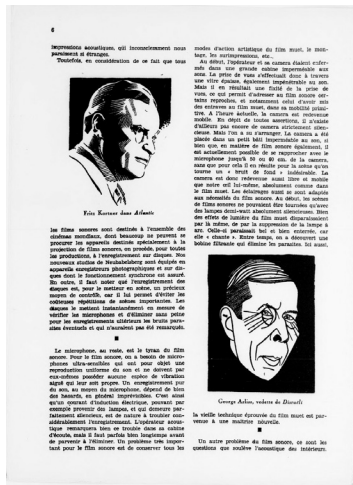 6
impressions acoustiques, qui inconsciemment nous
paraissent si étranges.
Toutefois, en considération de ce fait que tous
Fritz Kortner dans Atlantic
les films sonores sont destinés à l'ensemble des
cinémas mondiaux, dont beaucoup ne peuvent se
procurer les appareils destinés spécialement à la
projection de films sonores, on procède, pour toutes
les productions, à l'enregistrement sur disques. Nos
nouveaux studios de Neubabelsberg sont équipés en
appareils enregistreurs photographiques et sur dis-
ques dont le fonctionnement synchrone est assuré.
En outre, il faut noter que l'enregistrement des
disques est, pour le metteur en scène, un précieux
moyen de contrôle, car il lui permet d'éviter les
coûteuses répétitions de scènes importantes. Les
disques le mettent instantanément en mesure de
vérifier les microphones et d'éliminer sans peine
pour les enregistrements ultérieurs les bruits para-
sites éventuels et qui n'auraient pas été remarqués.
Le microphone, au reste, est le tyran du film
sonore. Pour le film sonore, on a besoin de micro-
phones ultra-sensibles qui ont pour objet une
reproduction uniforme du son et ne doivent par
eux-mêmes posséder aucune espèce de vibration
aiguë qui leur soit propre. Un enregistrement pur
du son, au moyen du microphone, dépend de bien
des hasards, en général imprévisibles. C'est ainsi
qu'un courant d'induction électrique, pouvant par
exemple provenir des lampes, et qui demeure par-
faitement silencieux, est de nature à troubler consi-
dérablement l'enregistrement. L'opérateur acous-
tique remarquera bien ce trouble dans sa cabine
d'écoute, mais il faut parfois bien longtemps avant
de parvenir à l'éliminer. Un problème très impor-
tant pour le film sonore est de conserver tous les
modes d'action artistique du film muet, le mon-
tage, les surimpressions, etc..
Au début, l'opérateur et sa camera étaient enfer-
més dans une grande cabine imperméable aux
sons. La prise de vues s'effectuait donc à travers
une vitre épaisse, également impénétrable au son.
Mais il en résultait une fixité de la prise de
vues, ce qui permit d'adresser au film sonore cer-
tains reproches, et notamment celui d'avoir mis
des entraves au film muet, dans sa mobilité primi-
tive. A l'heure actuelle, la camera est redevenue
mobile. En dépit de toutes assertions, il n'existe
d'ailleurs pas encore de camera strictement silen-
cieuse. Mais l'on a su s'arranger. La camera a été
placée dans un petit bâti imperméable au son, si
bien que, en matière de film sonore également, il
est actuellement possible de se rapprocher avec le
microphone jusqu'à 50 ou 60 cm. de la camera,
sans que pour cela il en résulte pour la scène qu'on
tourne un « bruit de fond » indésirable. La
camera est donc redevenue aussi libre et mobile
que notre œil lui-même, absolument comme dans
le film muet. Les éclairages aussi se sont adaptés
aux nécessités du film sonore. Au début, les scènes
de films sonores ne pouvaient être tournées qu'avec
des lampes demi-watt absolument silencieuses. Bien
des effets de lumière du film muet disparaissaient
par là même, de par la suppression de la lampe à
arc. Celle-ci paraissait bel et bien enterrée, car
elle « chante ». Entre temps, on a découvert une
bobine filtrante qui élimine les parasites. Ici aussi,
George Arliss, vedette de Disraeli
la vieille technique éprouvée du film muet est par-
venue à une maîtrise nouvelle.
Un autre problème du film sonore, ce sont les
questions que soulève l'acoustique des intérieurs.